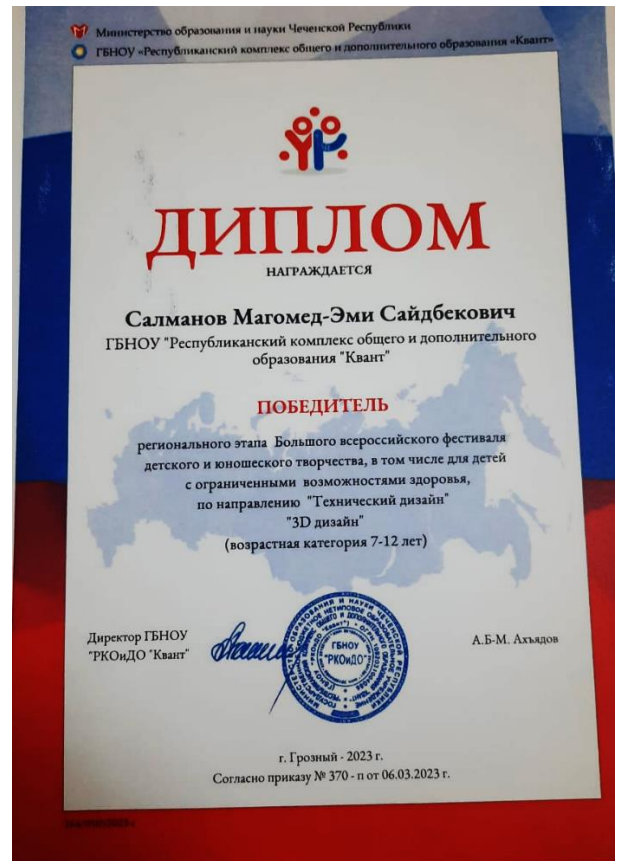 Министерство образования и науки Чеченской Республики
ГБНОУ «Республиканский комплекс общего и дополнительного образования «Квант»
ДИПЛОМ
НАГРАЖДАЕТСЯ
Салманов Магомед-Эми Сайдбекович
ГБНОУ "Республиканский комплекс общего и дополнительного
образования "Квант"
ПОБЕДИТЕЛЬ
регионального этапа Большого всероссийского фестиваля
детского и юношеского творчества, в том числе для детей
с ограниченными возможностями здоровья,
по направлению "Технический дизайн"
"3D дизайн"
(возрастная категория 7-12 лет)
Директор ГБНОУ
"РКОиДО "Квант"
ГБНОУ
"РКОиДО"
А.Б-М. Ахъядов
г. Грозный - 2023 г.
Согласно приказу № 370 - п от 06.03.2023 г.